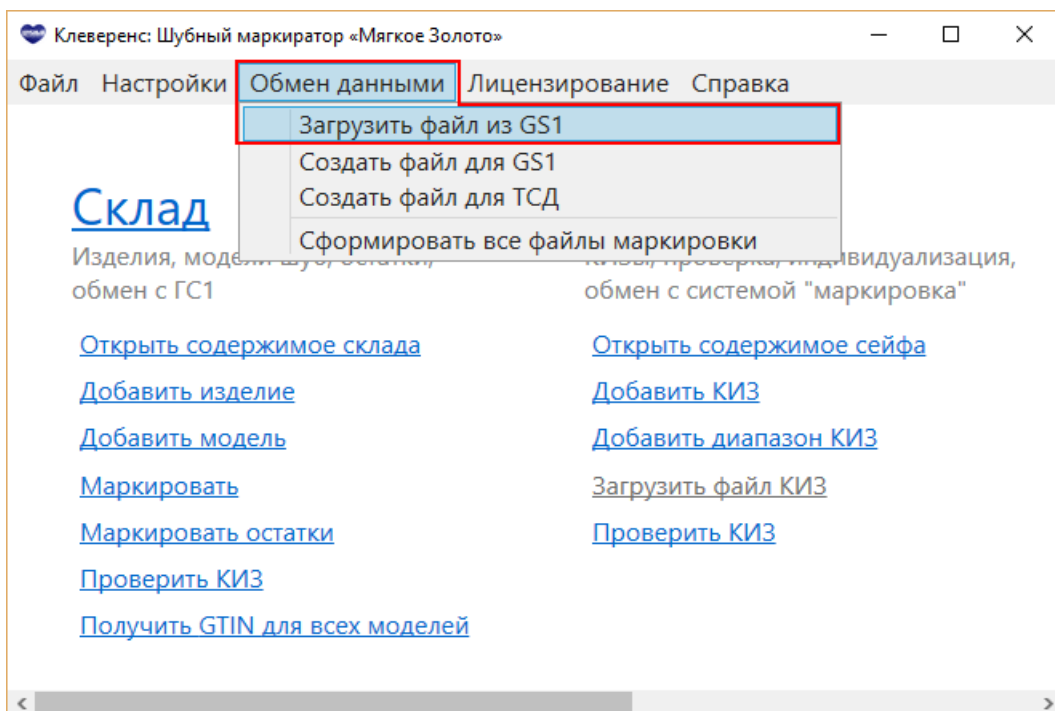 Клеверенс: Шубный маркиратор «Мягкое Золото»
Файл Настройки Обмен данными Лицензирование Справка
Загрузить файл из GS1
Создать файл для GS1
Создать файл для ТСД
Сформировать все файлы маркировки
Склад
Изделия, модели шуб, остатки,
обмен с ГС1
Открыть содержимое склада
Добавить изделие
Добавить модель
Маркировать
Маркировать остатки
Проверить КИЗ
Получить GTIN для всех моделей
КИЗы, проверка, индивидуализация,
обмен с системой "маркировка"
Открыть содержимое сейфа
Добавить КИЗ
Добавить диапазон КИЗ
Загрузить файл КИЗ
Проверить КИЗ